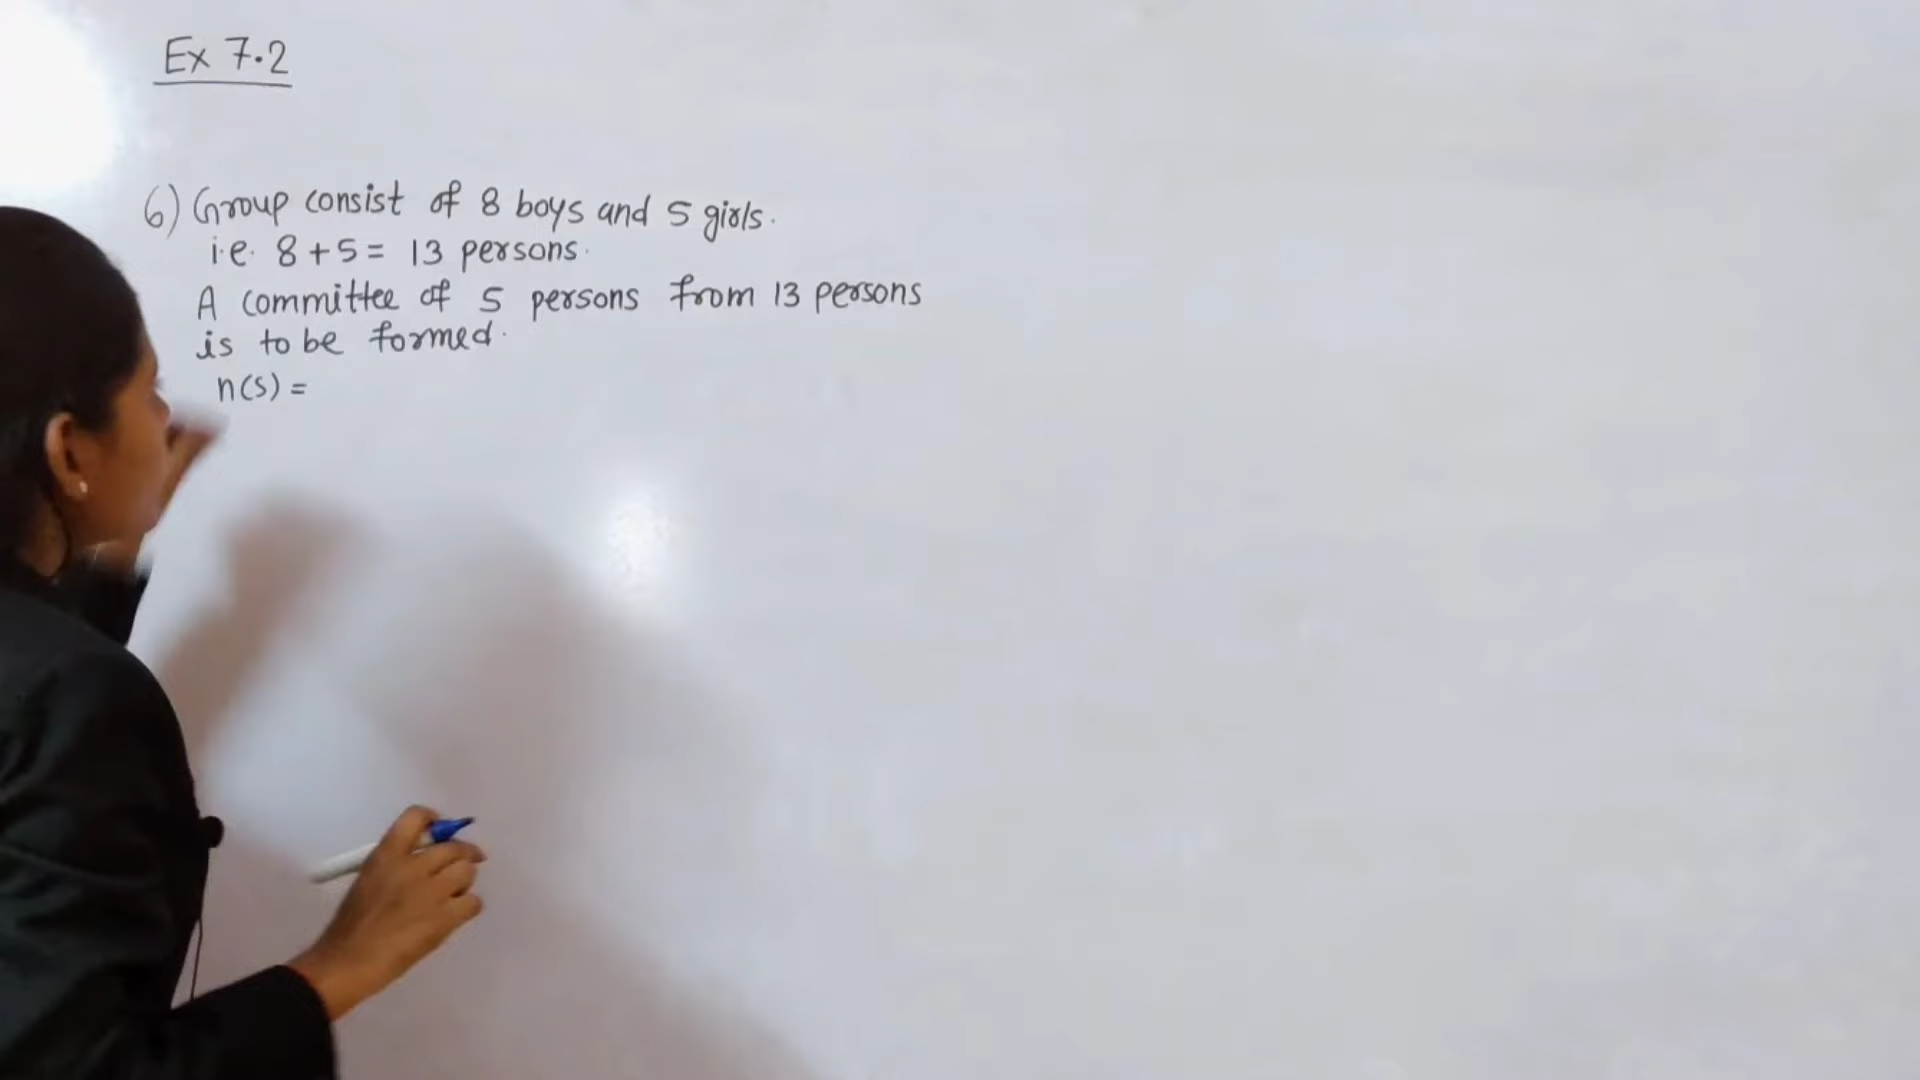 Ex 7.2
6) Group consist of 8 boys and 5 girls.
i.e. 8+5= 13 persons.
A committee of 5 persons from 13 persons
is to be formed.
n(s) =